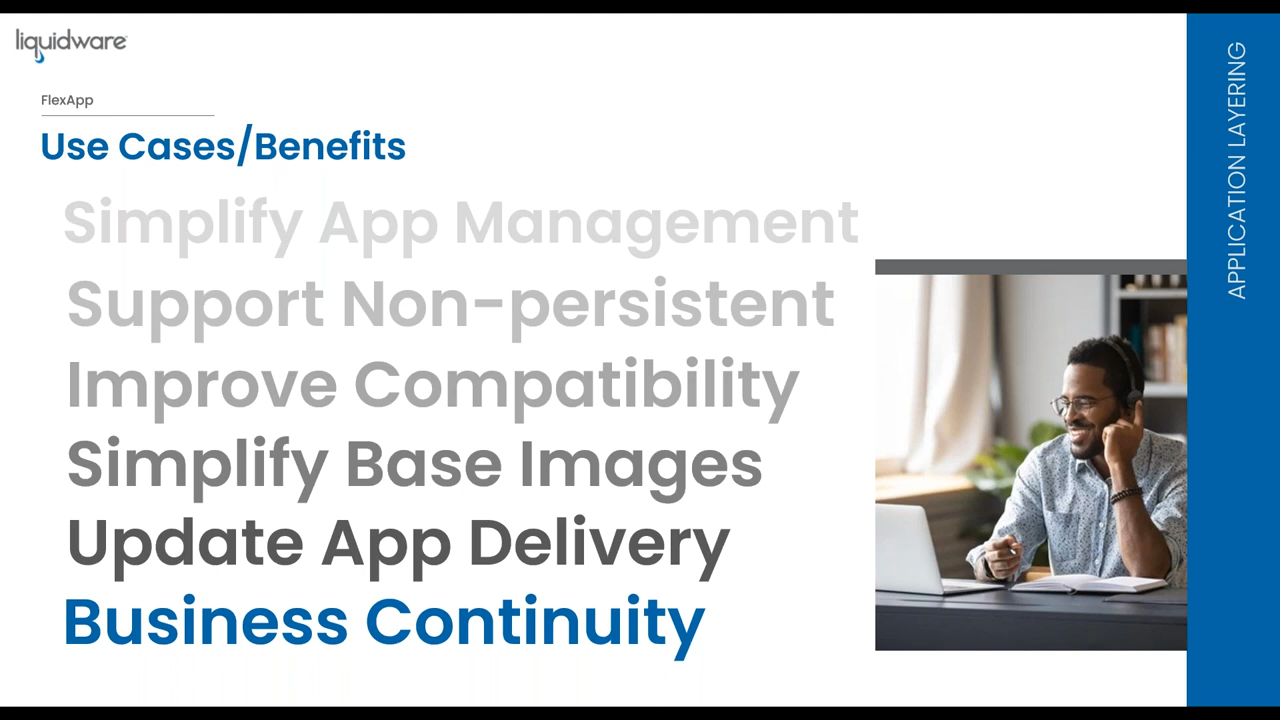 liquidware
FlexApp
Use Cases/Benefits
Simplify App Management
Support Non-persistent
Improve Compatibility
Simplify Base Images
Update App Delivery
Business Continuity
APPLICATION LAYERING